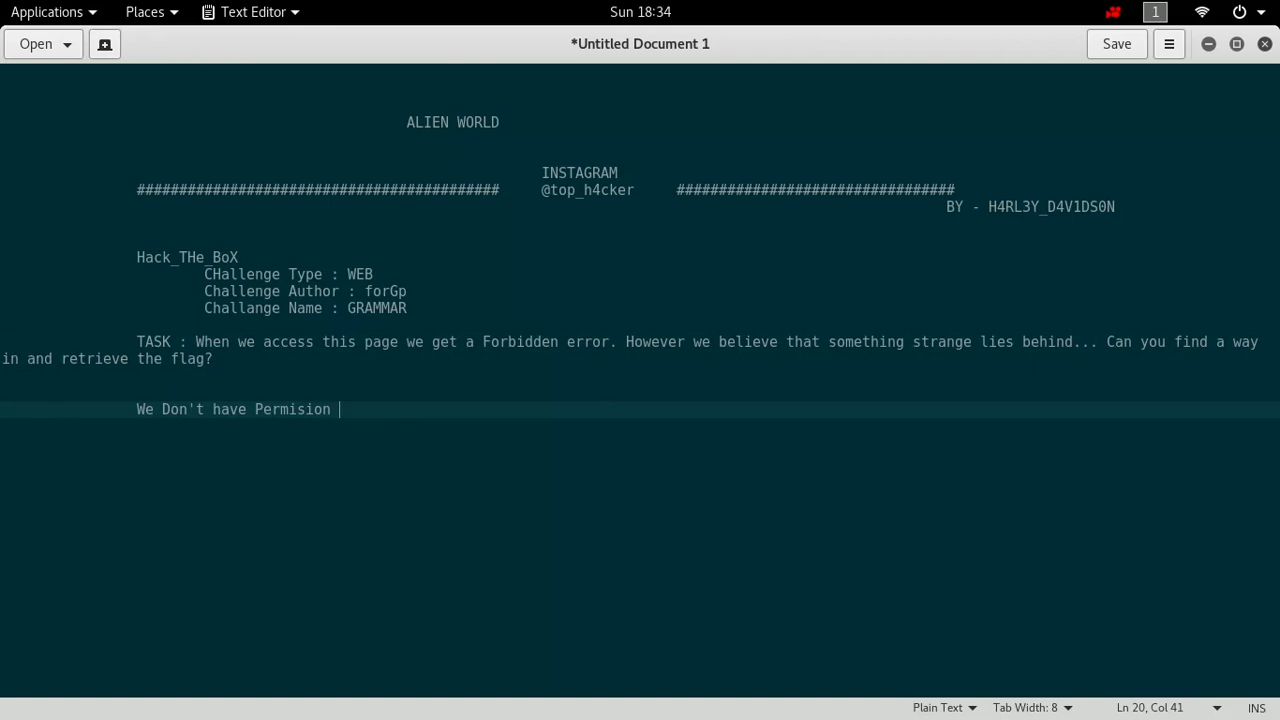 Applications Places Text Editor Sun 18:34 1
Open *Untitled Document 1 Save
ALIEN WORLD
INSTAGRAM
########################################### @top_h4cker #################################
BY - H4RL3Y_D4V1DS0N
Hack_THe_BoX
CHallenge Type : WEB
Challenge Author : forGp
Challange Name : GRAMMAR
TASK : When we access this page we get a Forbidden error. However we believe that something strange lies behind... Can you find a way
in and retrieve the flag?
We Don't have Permision
Plain Text Tab Width: 8 Ln 20, Col 41 INS